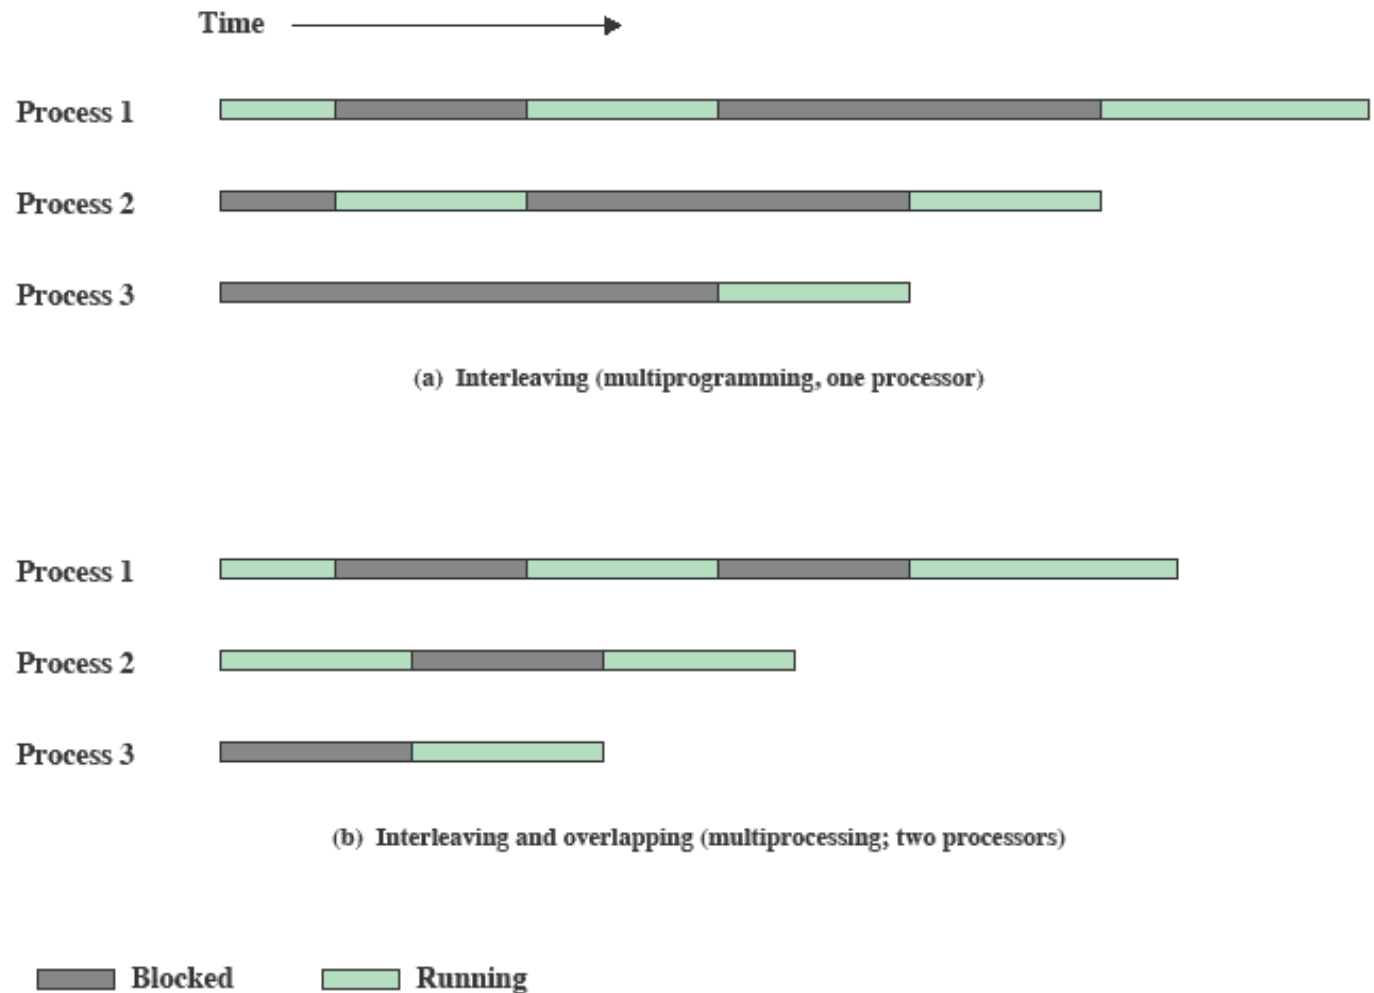 Time
Process 1
Process 2
Process 3
(a) Interleaving (multiprogramming, one processor)
Process 1
Process 2
Process 3
(b) Interleaving and overlapping (multiprocessing; two processors)
Blocked
Running